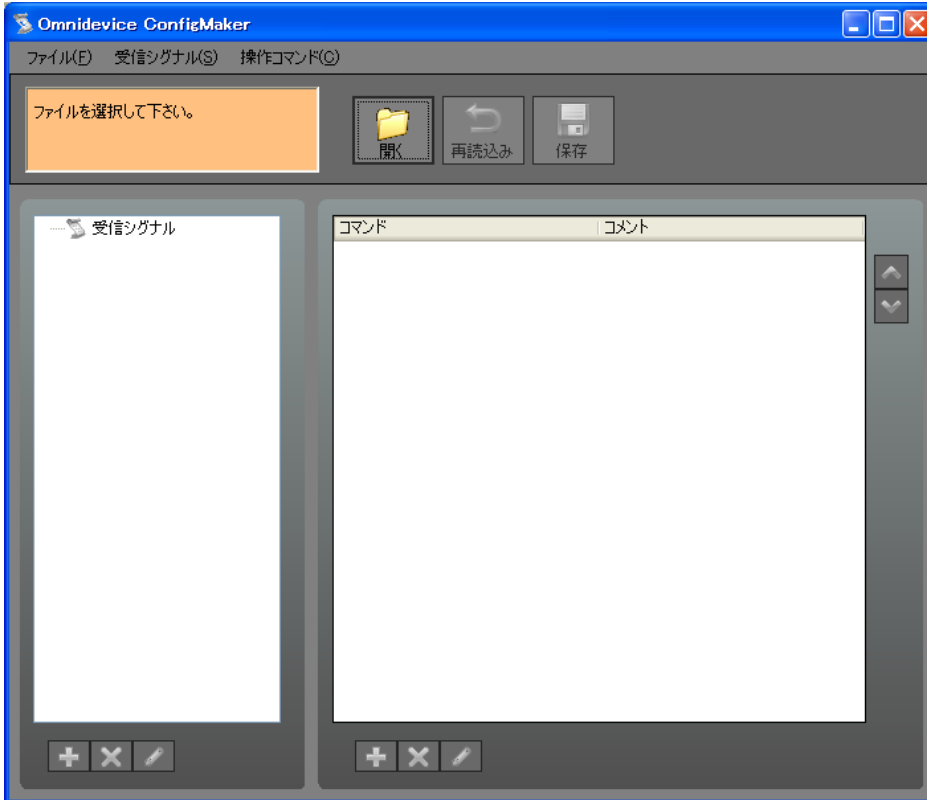 Omnidevice ConfigMaker
ファイル(F) 受信シグナル(S) 操作コマンド(C)
ファイルを選択して下さい。
開く 再読込み 保存
受信シグナル
コマンド コメント